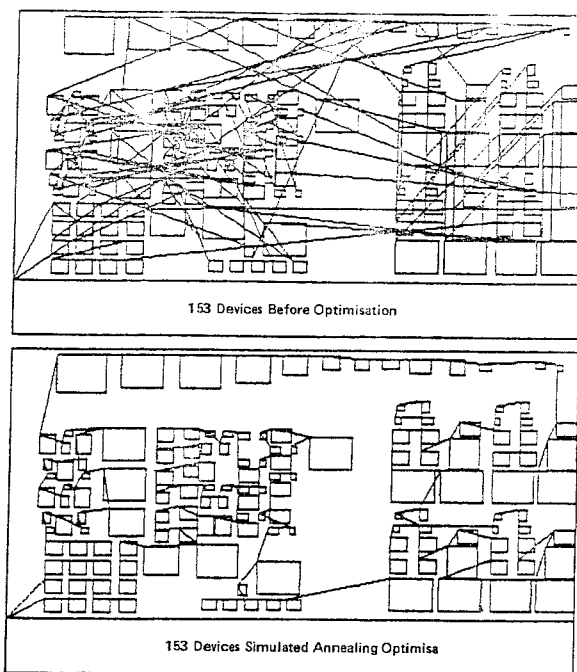 153 Devices Before Optimisation
153 Devices Simulated Annealing Optimisa